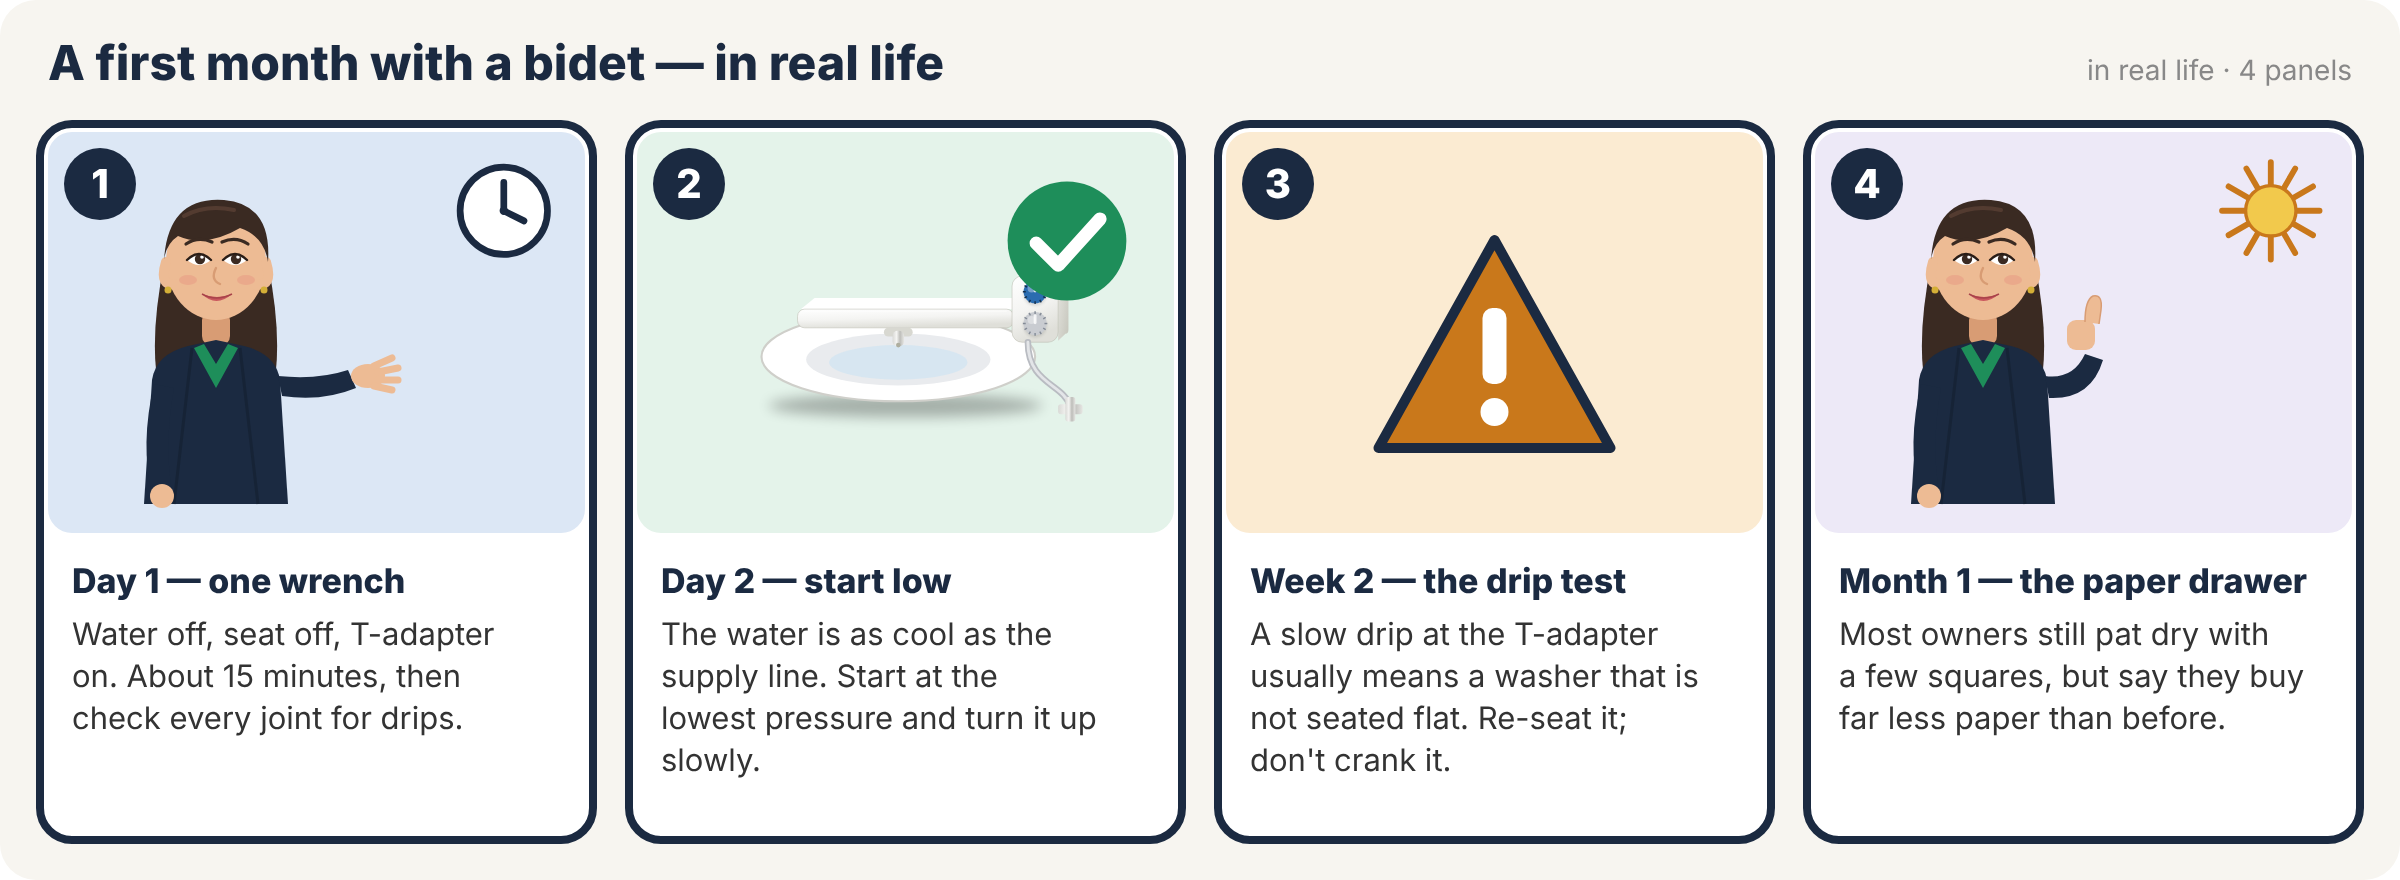 A first month with a bidet — in real life
in real life · 4 panels
1
2
3
4
Day 1 — one wrench
Water off, seat off, T-adapter
on. About 15 minutes, then
check every joint for drips.
Day 2 — start low
The water is as cool as the
supply line. Start at the
lowest pressure and turn it up
slowly.
Week 2 — the drip test
A slow drip at the T-adapter
usually means a washer that is
not seated flat. Re-seat it;
don't crank it.
Month 1 — the paper drawer
Most owners still pat dry with
a few squares, but say they buy
far less paper than before.